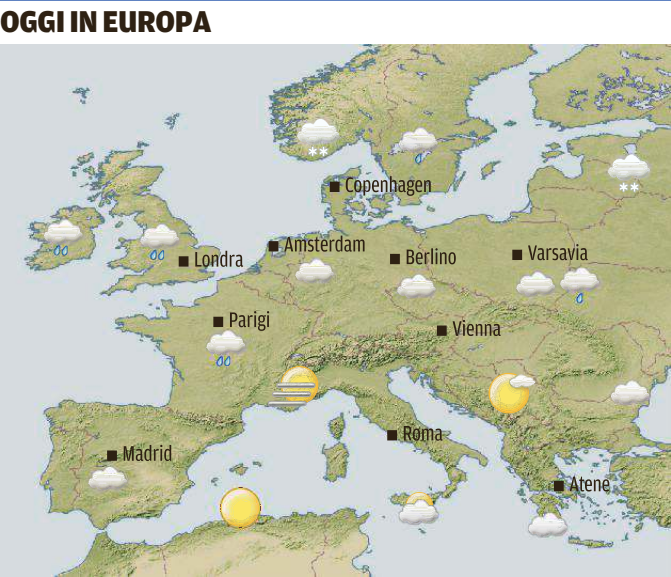 OGGI IN EUROPA
Copenhagen
Amsterdam
Londra
Berlino
Varsavia
Parigi
Vienna
Roma
Madrid
Atene